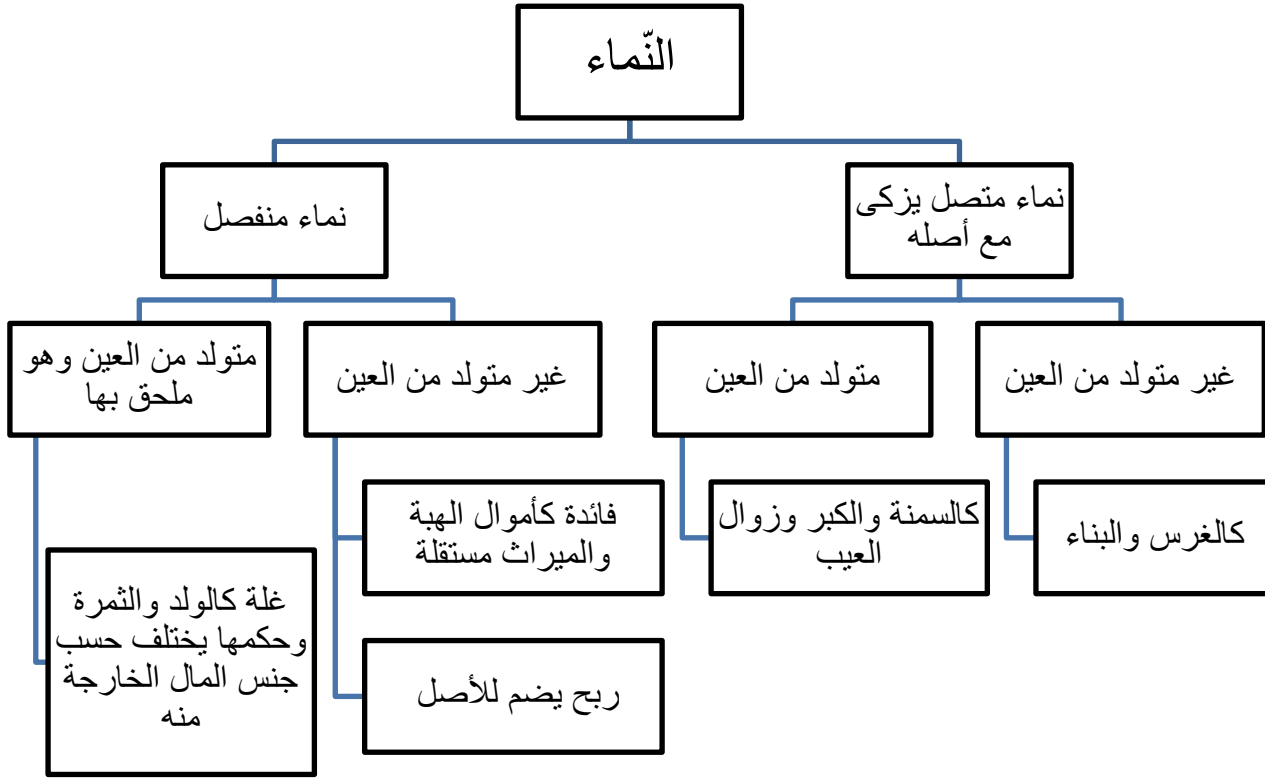 النّماء
نماء متصل يزكى
مع أصله
نماء منفصل
غير متولد من العين
متولد من العين
غير متولد من العين
متولد من العين وهو
ملحق بها
كالغرس والبناء
كالسمنة والكبر وزوال
العيب
فائدة كأموال الهبة
والميراث مستقلة
ربح يضم للأصل
غلة كالولد والثمرة
وحكمها يختلف حسب
جنس المال الخارجة
منه